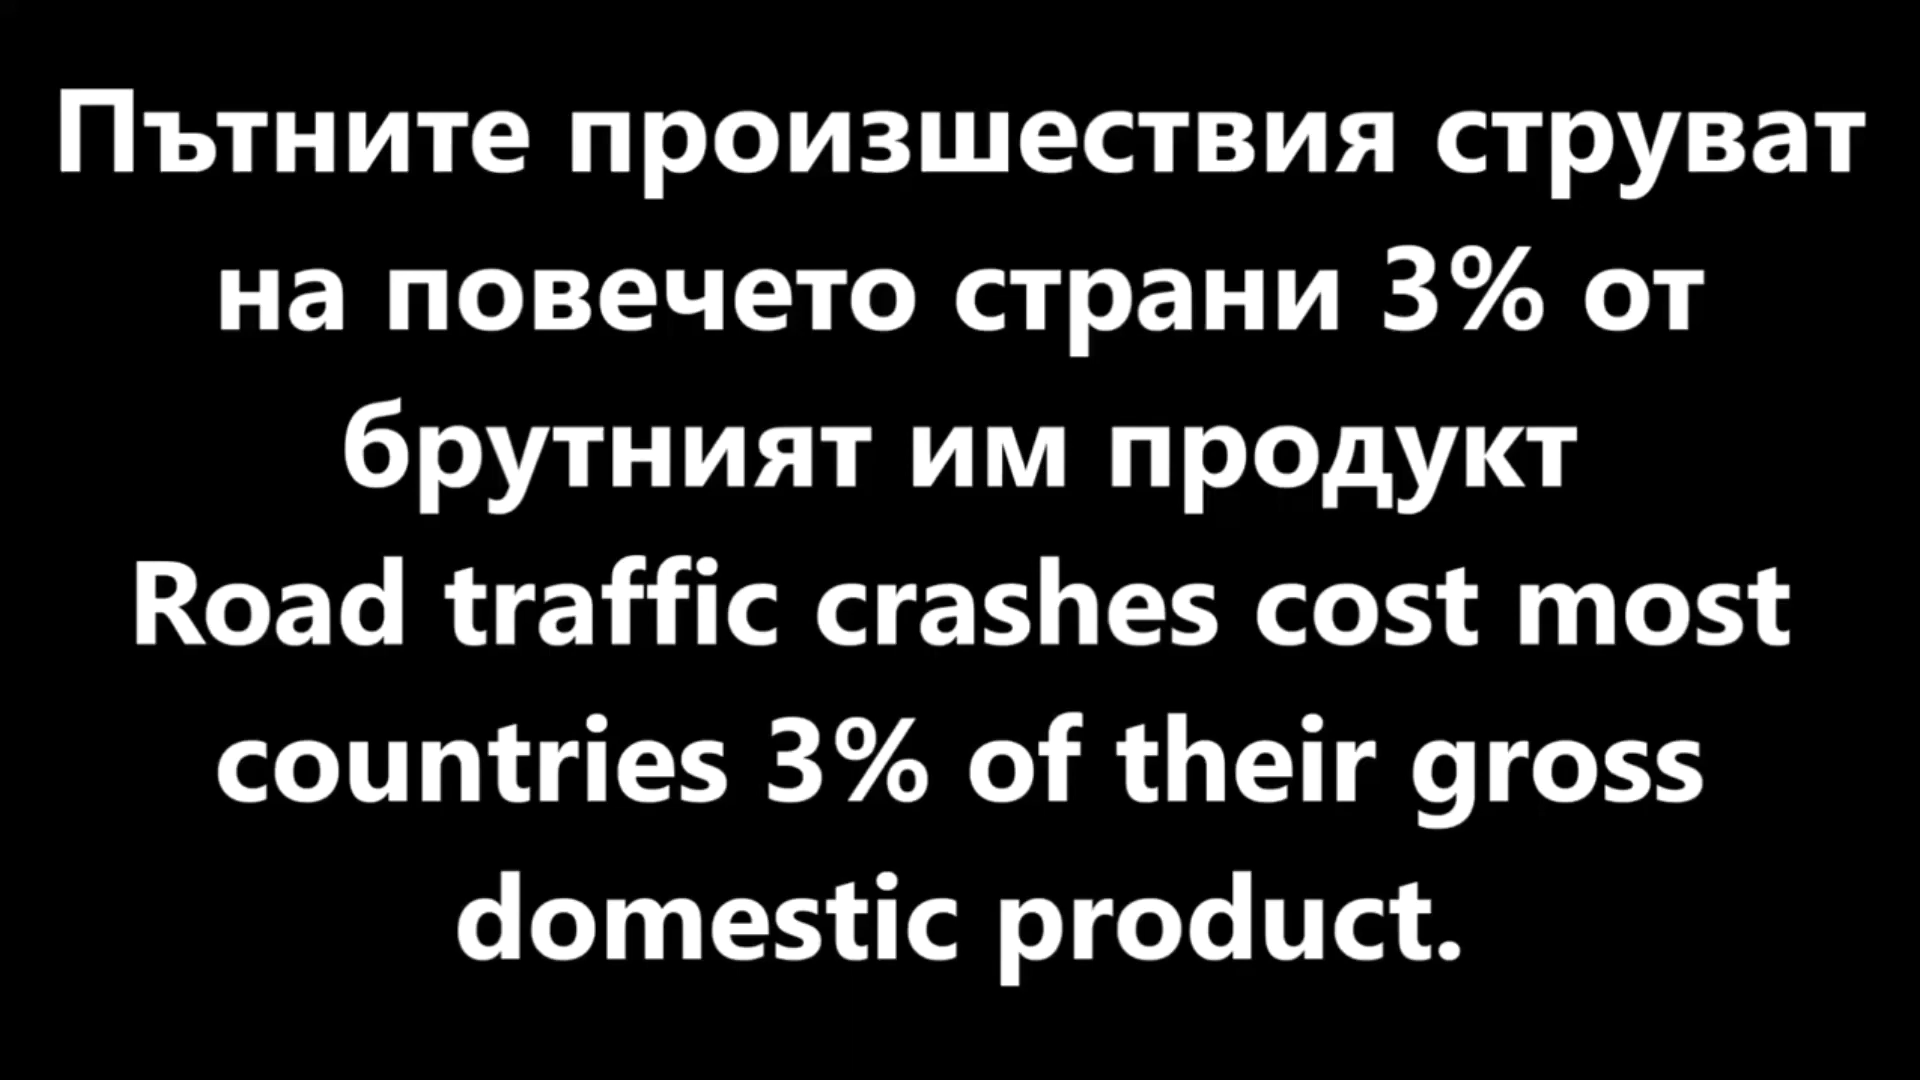 Пътните произшествия струват
на повечето страни 3% от
брутният им продукт
Road traffic crashes cost most
countries 3% of their gross
domestic product.